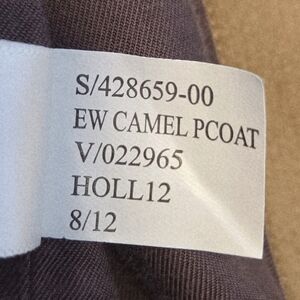 S/428659-00
EW CAMEL PCOAT
V/022965
HOLL12
8/12